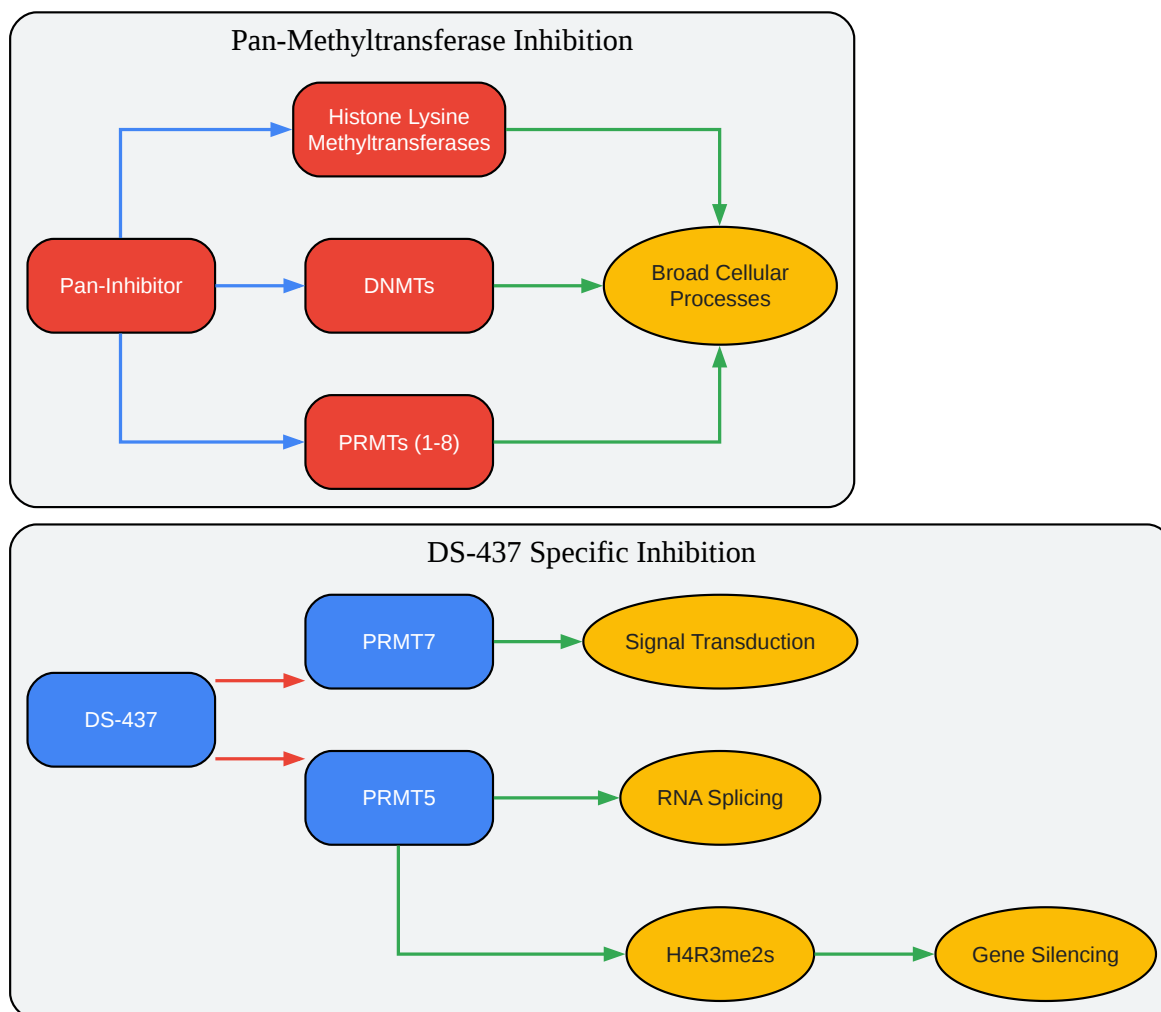 Pan-Methyltransferase Inhibition
Histone Lysine
Methyltransferases
Pan-Inhibitor
DNMTs
Broad Cellular
Processes
PRMTs (1-8)
DS-437 Specific Inhibition
PRMT7
Signal Transduction
DS-437
PRMT5
RNA Splicing
H4R3me2s
Gene Silencing